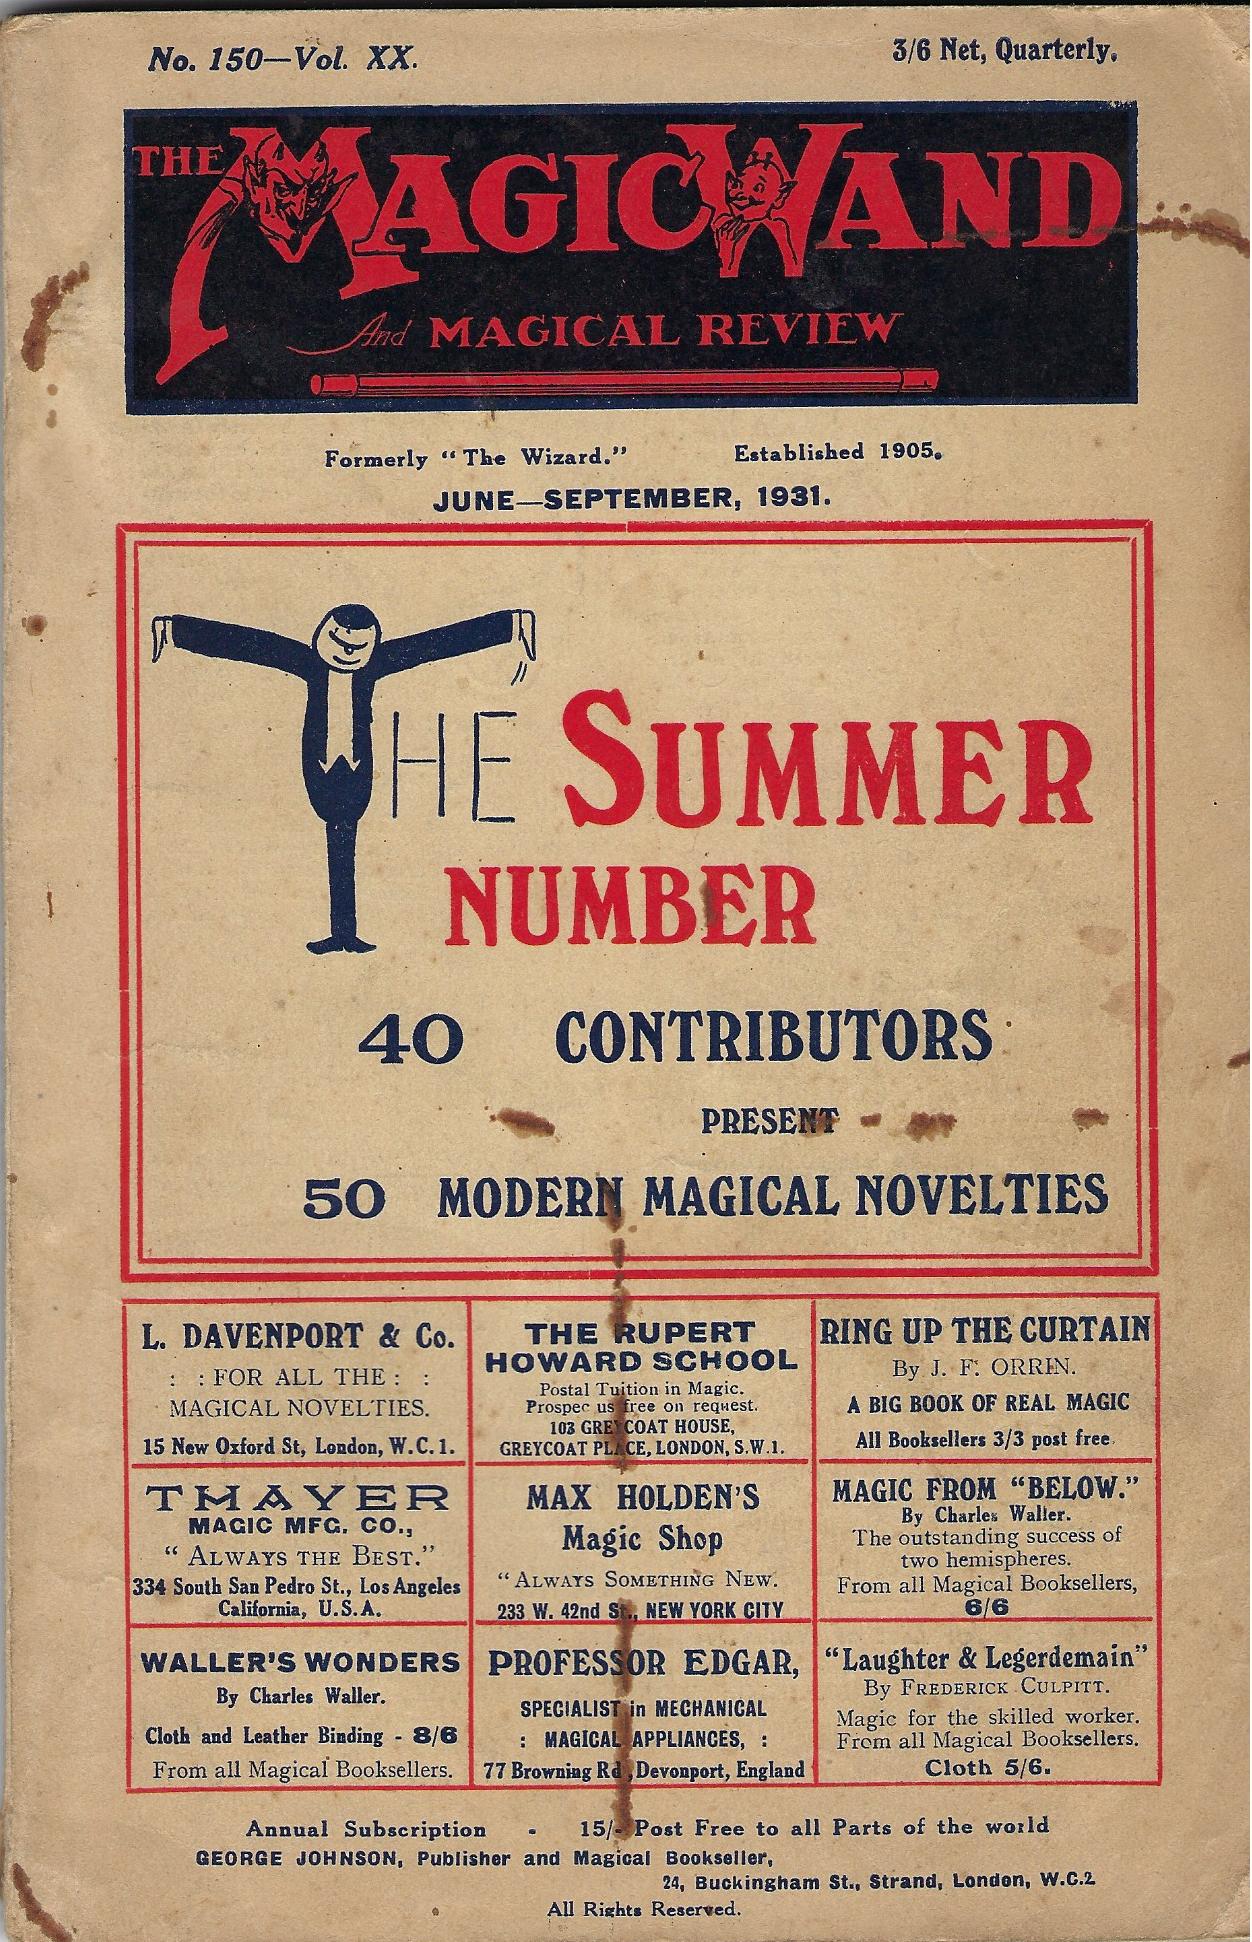 No. 150—Vol. XX.
3/6 Net, Quarterly.
THE MAGIC WAND
And MAGICAL REVIEW
Formerly "The Wizard." Established 1905.
JUNE—SEPTEMBER, 1931.
THE SUMMER
NUMBER
40 CONTRIBUTORS
PRESENT
50 MODERN MAGICAL NOVELTIES
L. DAVENPORT & Co.
: : FOR ALL THE : :
MAGICAL NOVELTIES.
15 New Oxford St, London, W.C.1.
THE RUPERT
HOWARD SCHOOL
Postal Tuition in Magic.
Prospec us free on request.
103 GREYCOAT HOUSE,
GREYCOAT PLACE, LONDON, S.W.1.
RING UP THE CURTAIN
By J. F. ORRIN.
A BIG BOOK OF REAL MAGIC
All Booksellers 3/3 post free
THAYER
MAGIC MFG. CO.,
"ALWAYS THE BEST."
334 South San Pedro St., Los Angeles
California, U.S.A.
MAX HOLDEN'S
Magic Shop
"ALWAYS SOMETHING NEW.
233 W. 42nd St., NEW YORK CITY
MAGIC FROM "BELOW."
By Charles Waller.
The outstanding success of
two hemispheres.
From all Magical Booksellers,
6/6
WALLER'S WONDERS
By Charles Waller.
Cloth and Leather Binding - 8/6
From all Magical Booksellers.
PROFESSOR EDGAR,
SPECIALIST in MECHANICAL
: MAGICAL APPLIANCES, :
77 Browning Rd, Devonport, England
"Laughter & Legerdemain"
By FREDERICK CULPITT.
Magic for the skilled worker.
From all Magical Booksellers.
Cloth 5/6.
Annual Subscription - 15/- Post Free to all Parts of the world
GEORGE JOHNSON, Publisher and Magical Bookseller,
24, Buckingham St., Strand, London, W.C.2
All Rights Reserved.